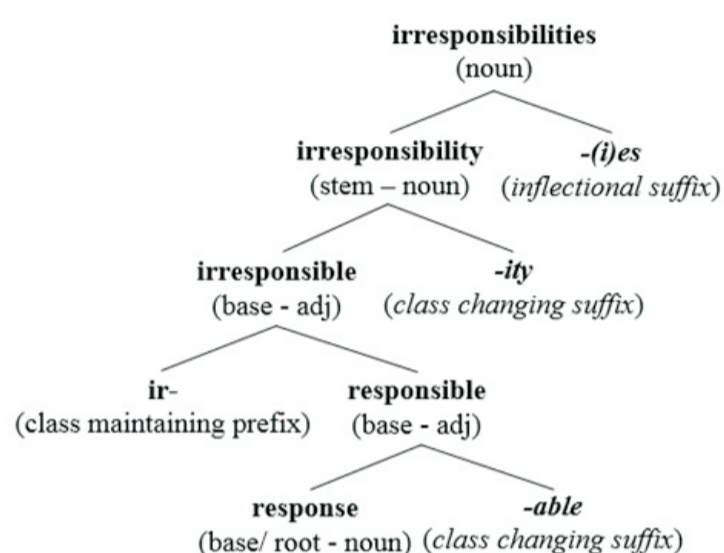 irresponsibilities
(noun)
irresponsibility -(i)es
(stem – noun) (inflectional suffix)
irresponsible -ity
(base - adj) (class changing suffix)
ir- responsible
(class maintaining prefix) (base - adj)
response -able
(base/ root - noun) (class changing suffix)